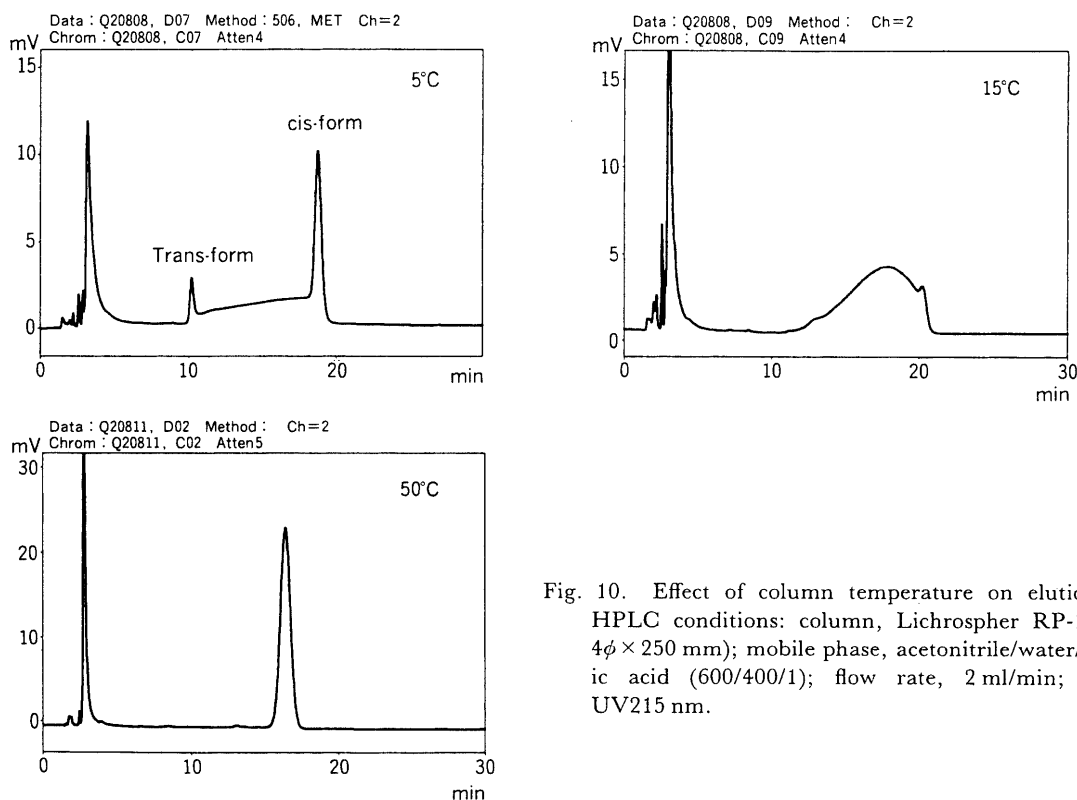 Data : Q20808, D07 Method : 506, MET Ch=2
mV Chrom : Q20808, C07 Atten4
15
5°C
cis-form
10
5
Trans-form
0
0 10 20
min
Data : Q20808, D09 Method : Ch=2
mV Chrom : Q20808, C09 Atten4
15
15°C
10
5
0
0 10 20 30
min
Data : Q20811, D02 Method : Ch=2
mV Chrom : Q20811, C02 Atten5
30
50°C
20
10
0
0 10 20 30
min
Fig. 10. Effect of column temperature on
HPLC conditions: column, Lichrospher
4φ × 250 mm); mobile phase, acetonitrile/water/
ic acid (600/400/1); flow rate, 2 ml/min;
UV215 nm.